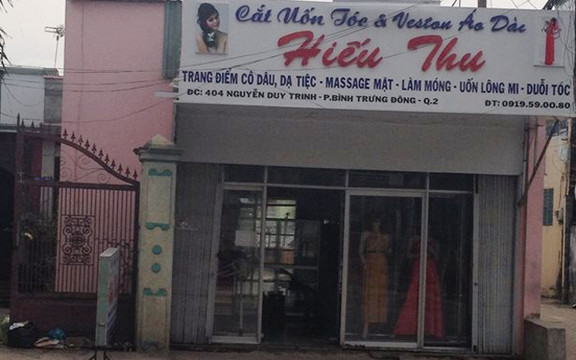 Cắt Uốn Tóc & Veston Áo Dài
Hiếu Thu
TRANG ĐIỂM CÔ DÂU, DẠ TIỆC - MASSAGE MẶT - LÀM MÓNG - UỐN LÔNG MI - DUỖI TÓC
ĐC: 404 NGUYỄN DUY TRINH - P.BÌNH TRƯNG ĐÔNG - Q.2 ĐT: 0919.59.00.80